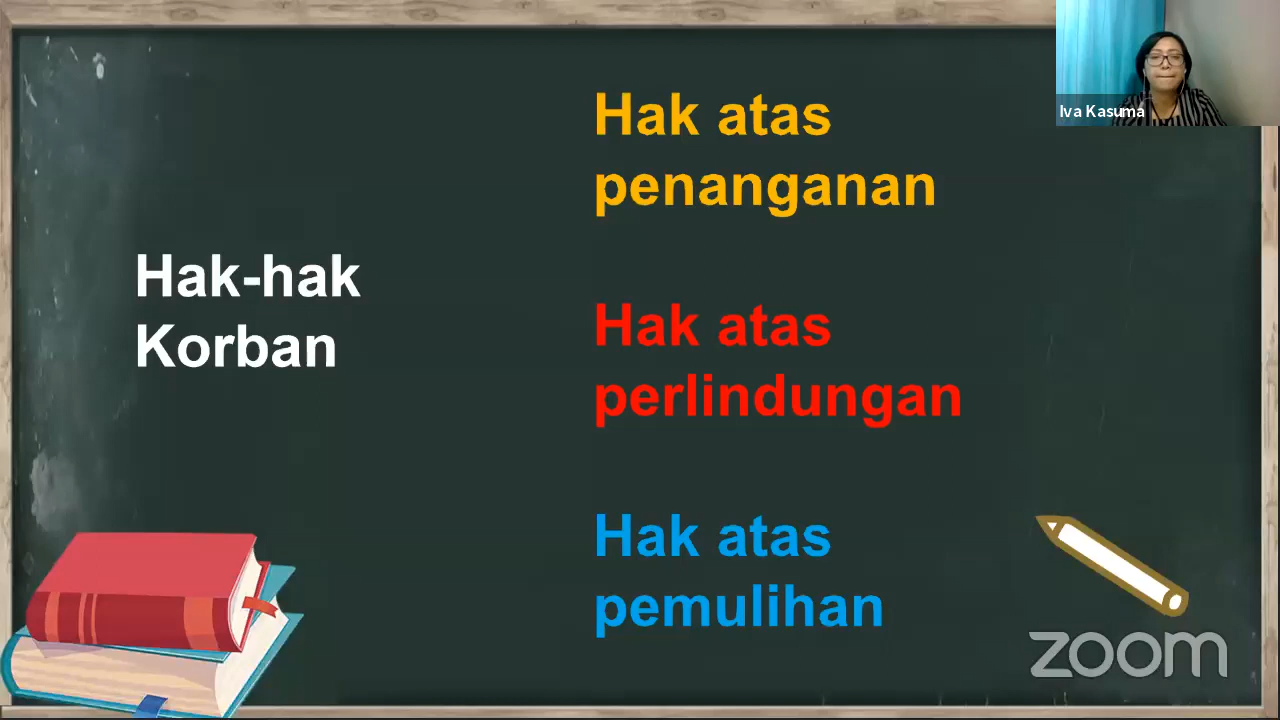 Hak-hak
Korban
Hak atas
penanganan
Hak atas
perlindungan
Hak atas
pemulihan
Iva Kasuma
zoom